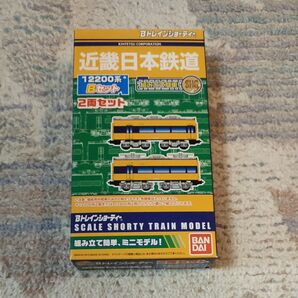 Bトレインショーティー
KINTETSU CORPORATION
近畿日本鉄道
12200系
Bセット
2両セット
Bトレインショーティー
SCALE SHORTY TRAIN MODEL
組み立て簡単、ミニモデル!
BAN
DAI